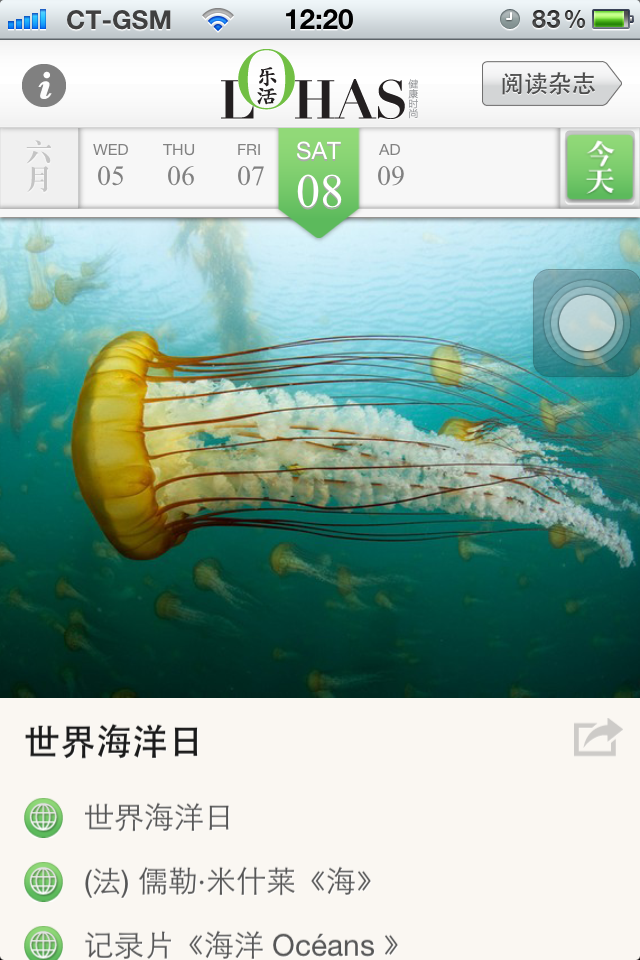 CT-GSM 12:20 83%
i
LOHAS
乐活
健康时尚
阅读杂志
六月
WED 05
THU 06
FRI 07
SAT 08
AD 09
今天
世界海洋日
世界海洋日
(法) 儒勒·米什莱《海》
记录片《海洋 Océans 》